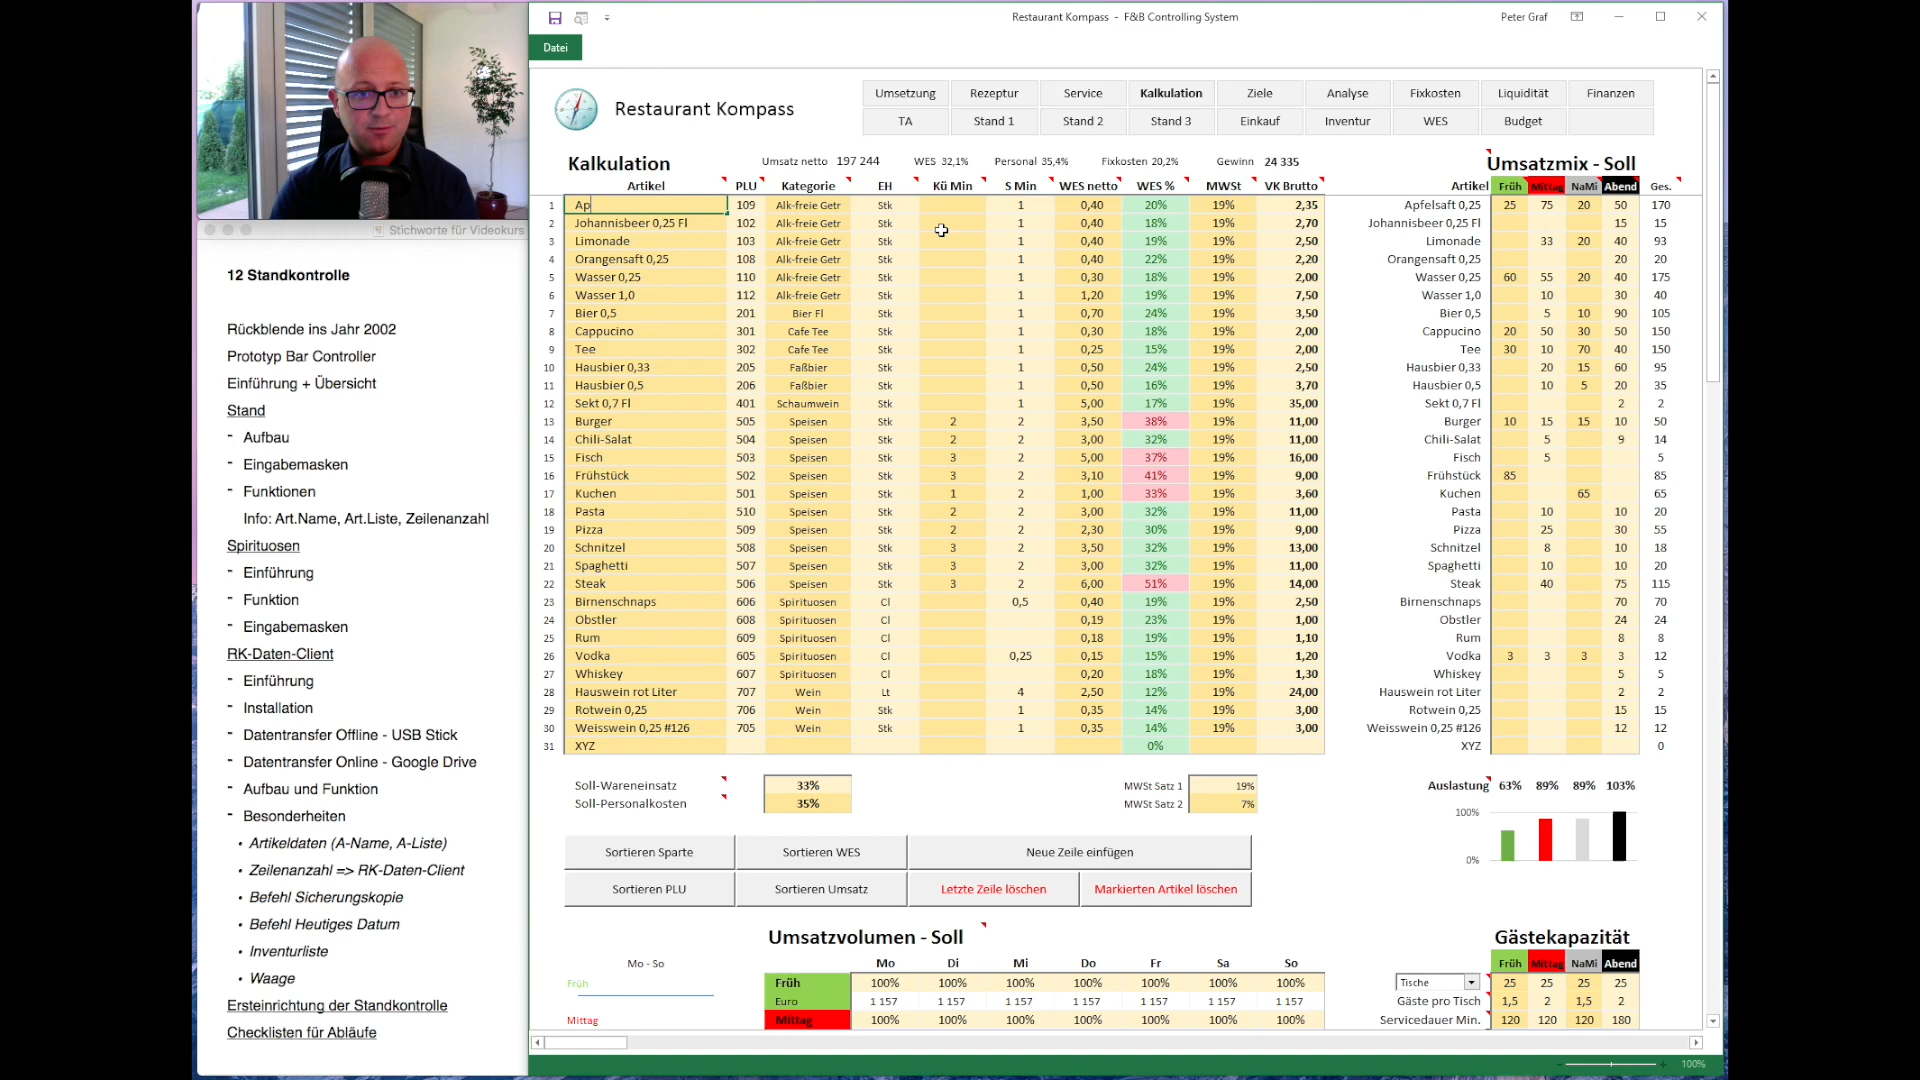 Restaurant Kompass - F&B Controlling System
Peter Graf
Datei
Restaurant Kompass
Umsetzung Rezeptur Service Kalkulation Ziele Analyse Fixkosten Liquidität Finanzen
TA Stand 1 Stand 2 Stand 3 Einkauf Inventur WES Budget
Stichworte für Videokurs
12 Standkontrolle
Rückblende ins Jahr 2002
Prototyp Bar Controller
Einführung + Übersicht
Stand
- Aufbau
- Eingabemasken
- Funktionen
Info: Art.Name, Art.Liste, Zeilenanzahl
Spirituosen
- Einführung
- Funktion
- Eingabemasken
RK-Daten-Client
- Einführung
- Installation
- Datentransfer Offline - USB Stick
- Datentransfer Online - Google Drive
- Aufbau und Funktion
- Besonderheiten
• Artikeldaten (A-Name, A-Liste)
• Zeilenanzahl => RK-Daten-Client
• Befehl Sicherungskopie
• Befehl Heutiges Datum
• Inventurliste
• Waage
Ersteinrichtung der Standkontrolle
Checklisten für Abläufe
Kalkulation Umsatz netto 197 244 WES 32,1% Personal 35,4% Fixkosten 20,2% Gewinn 24 335
Artikel PLU Kategorie EH Kü Min S Min WES netto WES % MWSt VK Brutto
1 Ap 109 Alk-freie Getr Stk 1 0,40 20% 19% 2,35
2 Johannisbeer 0,25 Fl 102 Alk-freie Getr Stk 1 0,40 18% 19% 2,70
3 Limonade 103 Alk-freie Getr Stk 1 0,40 19% 19% 2,50
4 Orangensaft 0,25 108 Alk-freie Getr Stk 1 0,40 22% 19% 2,20
5 Wasser 0,25 110 Alk-freie Getr Stk 1 0,30 18% 19% 2,00
6 Wasser 1,0 112 Alk-freie Getr Stk 1 1,20 19% 19% 7,50
7 Bier 0,5 201 Bier Fl Stk 1 0,70 24% 19% 3,50
8 Cappucino 301 Cafe Tee Stk 1 0,30 18% 19% 2,00
9 Tee 302 Cafe Tee Stk 1 0,25 15% 19% 2,00
10 Hausbier 0,33 205 Faßbier Stk 1 0,50 24% 19% 2,50
11 Hausbier 0,5 206 Faßbier Stk 1 0,50 16% 19% 3,70
12 Sekt 0,7 Fl 401 Schaumwein Stk 1 5,00 17% 19% 35,00
13 Burger 505 Speisen Stk 2 2 3,50 38% 19% 11,00
14 Chili-Salat 504 Speisen Stk 2 2 3,00 32% 19% 11,00
15 Fisch 503 Speisen Stk 3 2 5,00 37% 19% 16,00
16 Frühstück 502 Speisen Stk 3 2 3,10 41% 19% 9,00
17 Kuchen 501 Speisen Stk 1 2 1,00 33% 19% 3,60
18 Pasta 510 Speisen Stk 2 2 3,00 32% 19% 11,00
19 Pizza 509 Speisen Stk 2 2 2,30 30% 19% 9,00
20 Schnitzel 508 Speisen Stk 3 2 3,50 32% 19% 13,00
21 Spaghetti 507 Speisen Stk 3 2 3,00 32% 19% 11,00
22 Steak 506 Speisen Stk 3 2 6,00 51% 19% 14,00
23 Birnenschnaps 606 Spirituosen Cl 0,5 0,40 19% 19% 2,50
24 Obstler 608 Spirituosen Cl 0,19 23% 19% 1,00
25 Rum 609 Spirituosen Cl 0,18 19% 19% 1,10
26 Vodka 605 Spirituosen Cl 0,25 0,15 15% 19% 1,20
27 Whiskey 607 Spirituosen Cl 0,20 18% 19% 1,30
28 Hauswein rot Liter 707 Wein Lt 4 2,50 12% 19% 24,00
29 Rotwein 0,25 706 Wein Stk 1 0,35 14% 19% 3,00
30 Weisswein 0,25 #126 705 Wein Stk 1 0,35 14% 19% 3,00
31 XYZ 0%
Umsatzmix - Soll
Artikel Früh Mittag NaMi Abend Ges.
Apfelsaft 0,25 25 75 20 50 170
Johannisbeer 0,25 Fl 15 15
Limonade 33 20 40 93
Orangensaft 0,25 20 20
Wasser 0,25 60 55 20 40 175
Wasser 1,0 10 30 40
Bier 0,5 5 10 90 105
Cappucino 20 50 30 50 150
Tee 30 10 70 40 150
Hausbier 0,33 20 15 60 95
Hausbier 0,5 10 5 20 35
Sekt 0,7 Fl 2 2
Burger 10 15 15 10 50
Chili-Salat 5 9 14
Fisch 5 5
Frühstück 85 85
Kuchen 65 65
Pasta 10 10 20
Pizza 25 30 55
Schnitzel 8 10 18
Spaghetti 10 10 20
Steak 40 75 115
Birnenschnaps 70 70
Obstler 24 24
Rum 8 8
Vodka 3 3 3 3 12
Whiskey 5 5
Hauswein rot Liter 2 2
Rotwein 0,25 15 15
Weisswein 0,25 #126 12 12
XYZ 0
Soll-Wareneinsatz 33% MWSt Satz 1 19%
Soll-Personalkosten 35% MWSt Satz 2 7%
Auslastung 63% 89% 89% 103%
100%
0%
Sortieren Sparte Sortieren WES Neue Zeile einfügen
Sortieren PLU Sortieren Umsatz Letzte Zeile löschen Markierten Artikel löschen
Umsatzvolumen - Soll
Mo - So Mo Di Mi Do Fr Sa So
Früh Früh 100% 100% 100% 100% 100% 100% 100%
Euro 1 157 1 157 1 157 1 157 1 157 1 157 1 157
Mittag Mittag 100% 100% 100% 100% 100% 100% 100%
Gästekapazität
Früh Mittag NaMi Abend
Tische 25 25 25 25
Gäste pro Tisch 1,5 2 1,5 2
Servicedauer Min. 120 120 120 180
100%